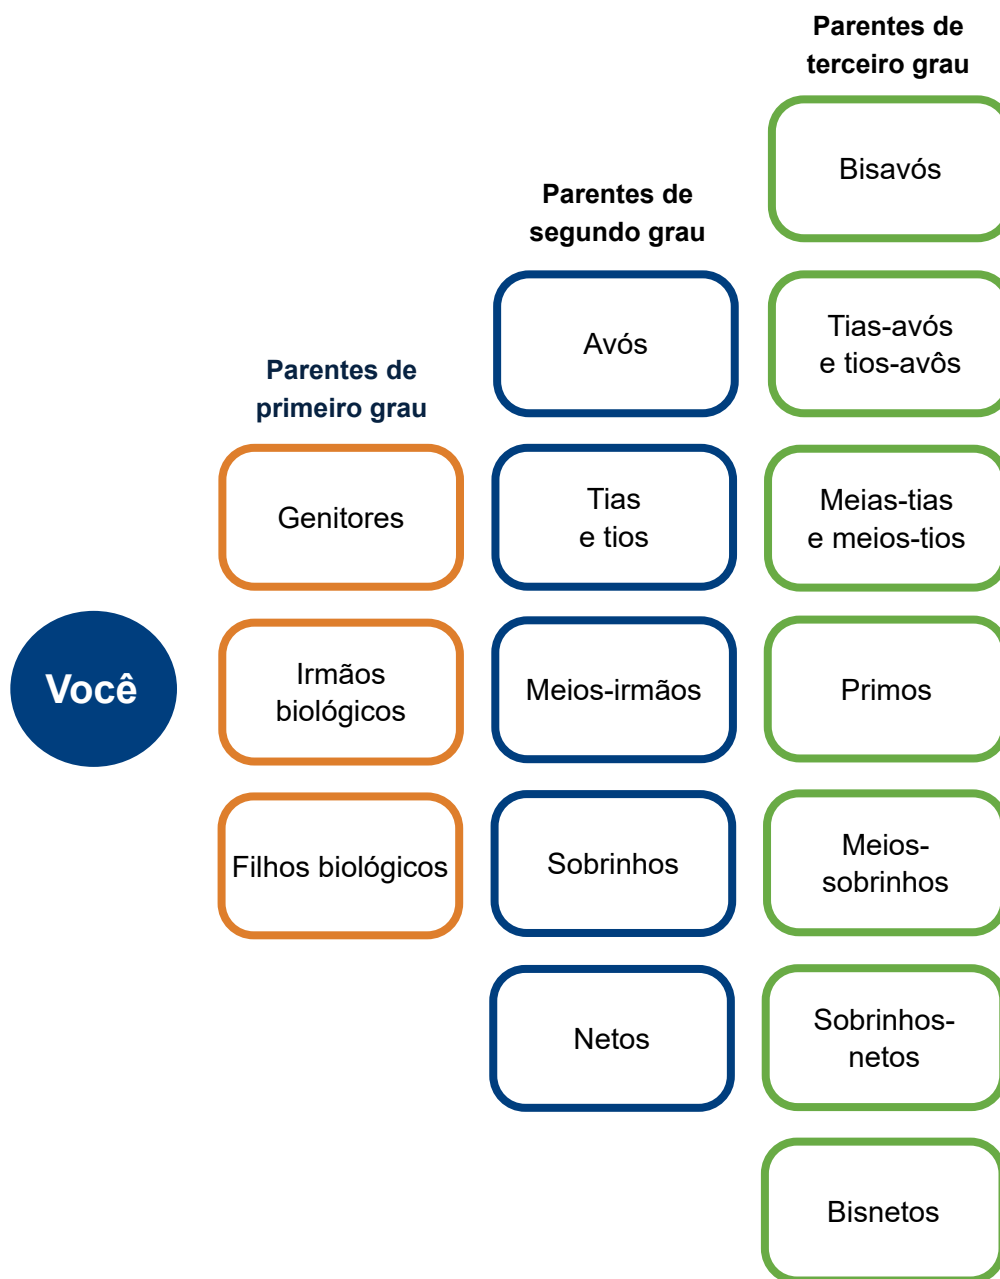 Parentes de
terceiro grau
Bisavós
Parentes de
segundo grau
Avós
Tias-avós
e tios-avôs
Parentes de
primeiro grau
Genitores
Tias
e tios
Meias-tias
e meios-tios
Você
Irmãos
biológicos
Meios-irmãos
Primos
Filhos biológicos
Sobrinhos
Meios-
sobrinhos
Netos
Sobrinhos-
netos
Bisnetos